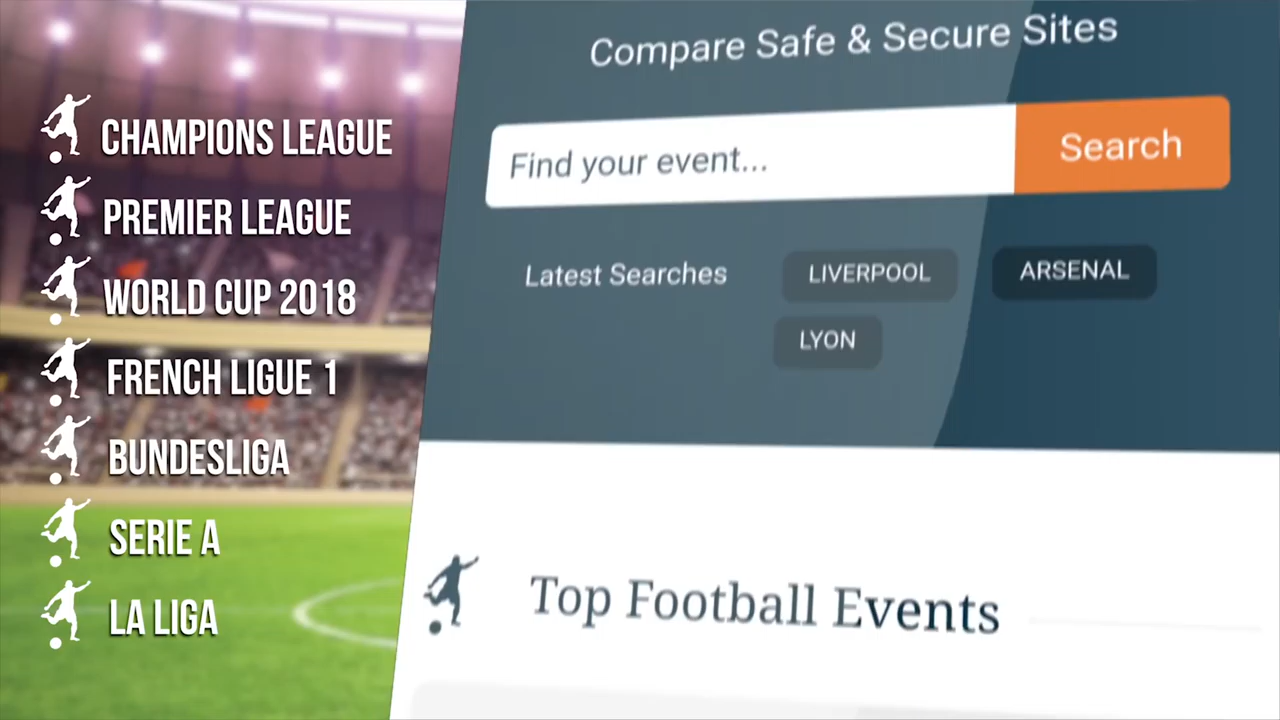 CHAMPIONS LEAGUE
PREMIER LEAGUE
WORLD CUP 2018
FRENCH LIGUE 1
BUNDESLIGA
SERIE A
LA LIGA
Compare Safe & Secure Sites
Find your event...
Search
Latest Searches
LIVERPOOL
ARSENAL
LYON
Top Football Events